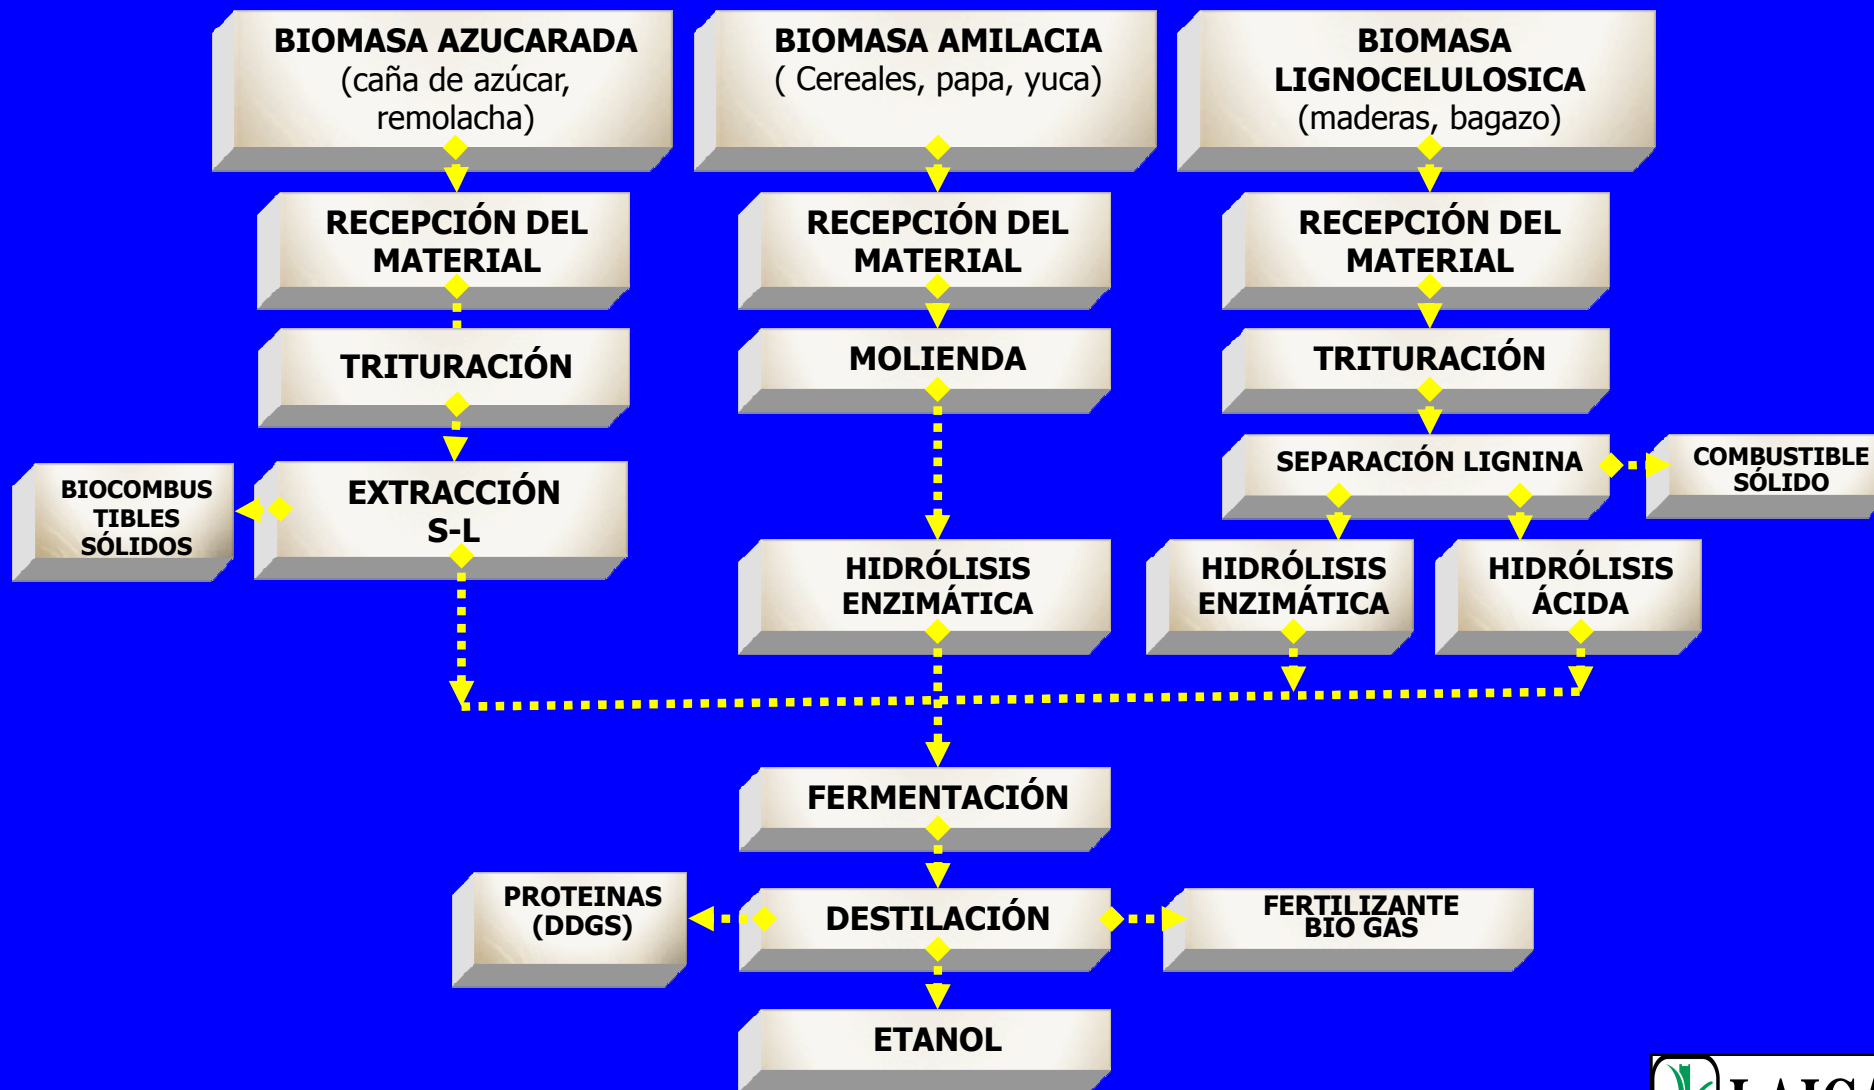 BIOMASA AZUCARADA
(caña de azúcar,
remolacha)
BIOMASA AMILACIA
( Cereales, papa, yuca)
BIOMASA
LIGNOCELULOSICA
(maderas, bagazo)
RECEPCIÓN DEL
MATERIAL
RECEPCIÓN DEL
MATERIAL
RECEPCIÓN DEL
MATERIAL
TRITURACIÓN
MOLIENDA
TRITURACIÓN
BIOCOMBUS
TIBLES
SÓLIDOS
EXTRACCIÓN
S-L
SEPARACIÓN LIGNINA
COMBUSTIBLE
SÓLIDO
HIDRÓLISIS
ENZIMÁTICA
HIDRÓLISIS
ENZIMÁTICA
HIDRÓLISIS
ÁCIDA
FERMENTACIÓN
PROTEINAS
(DDGS)
DESTILACIÓN
FERTILIZANTE
BIO GAS
ETANOL